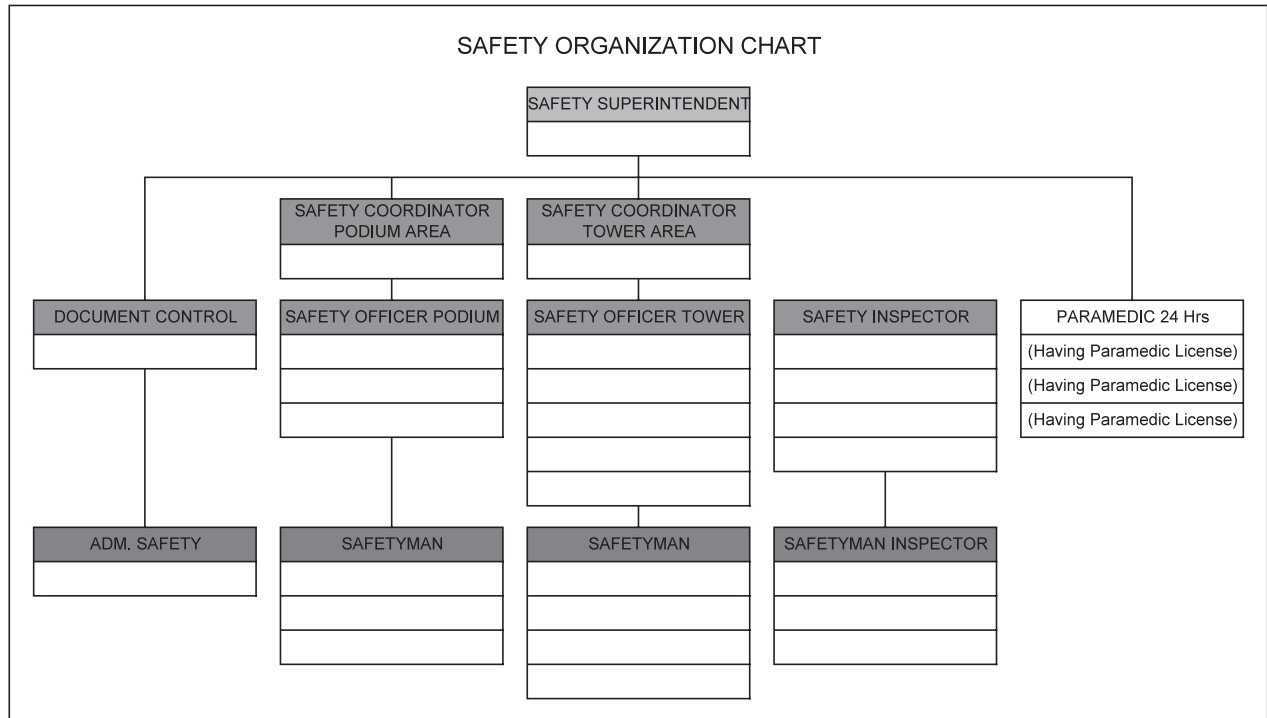 SAFETY ORGANIZATION CHART
SAFETY SUPERINTENDENT
SAFETY COORDINATOR
PODIUM AREA
SAFETY COORDINATOR
TOWER AREA
DOCUMENT CONTROL
SAFETY OFFICER PODIUM
SAFETY OFFICER TOWER
SAFETY INSPECTOR
PARAMEDIC 24 Hrs
(Having Paramedic License)
(Having Paramedic License)
(Having Paramedic License)
ADM. SAFETY
SAFETYMAN
SAFETYMAN
SAFETYMAN INSPECTOR